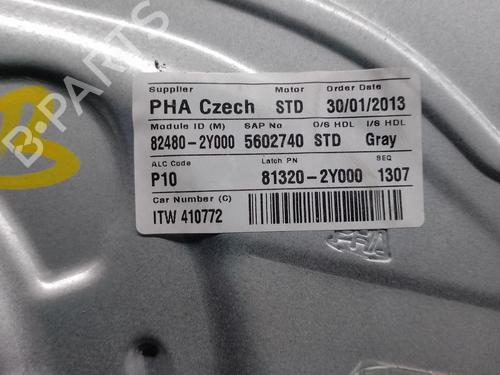 B-PARTS
Supplier Motor Order Date
PHA Czech STD 30/01/2013
Module ID (M) SAP No O/S HDL I/S HDL
82480-2Y000 5602740 STD Gray
ALC Code Latch PN SEQ
P10 81320-2Y000 1307
Car Number (C)
ITW 410772
PHA